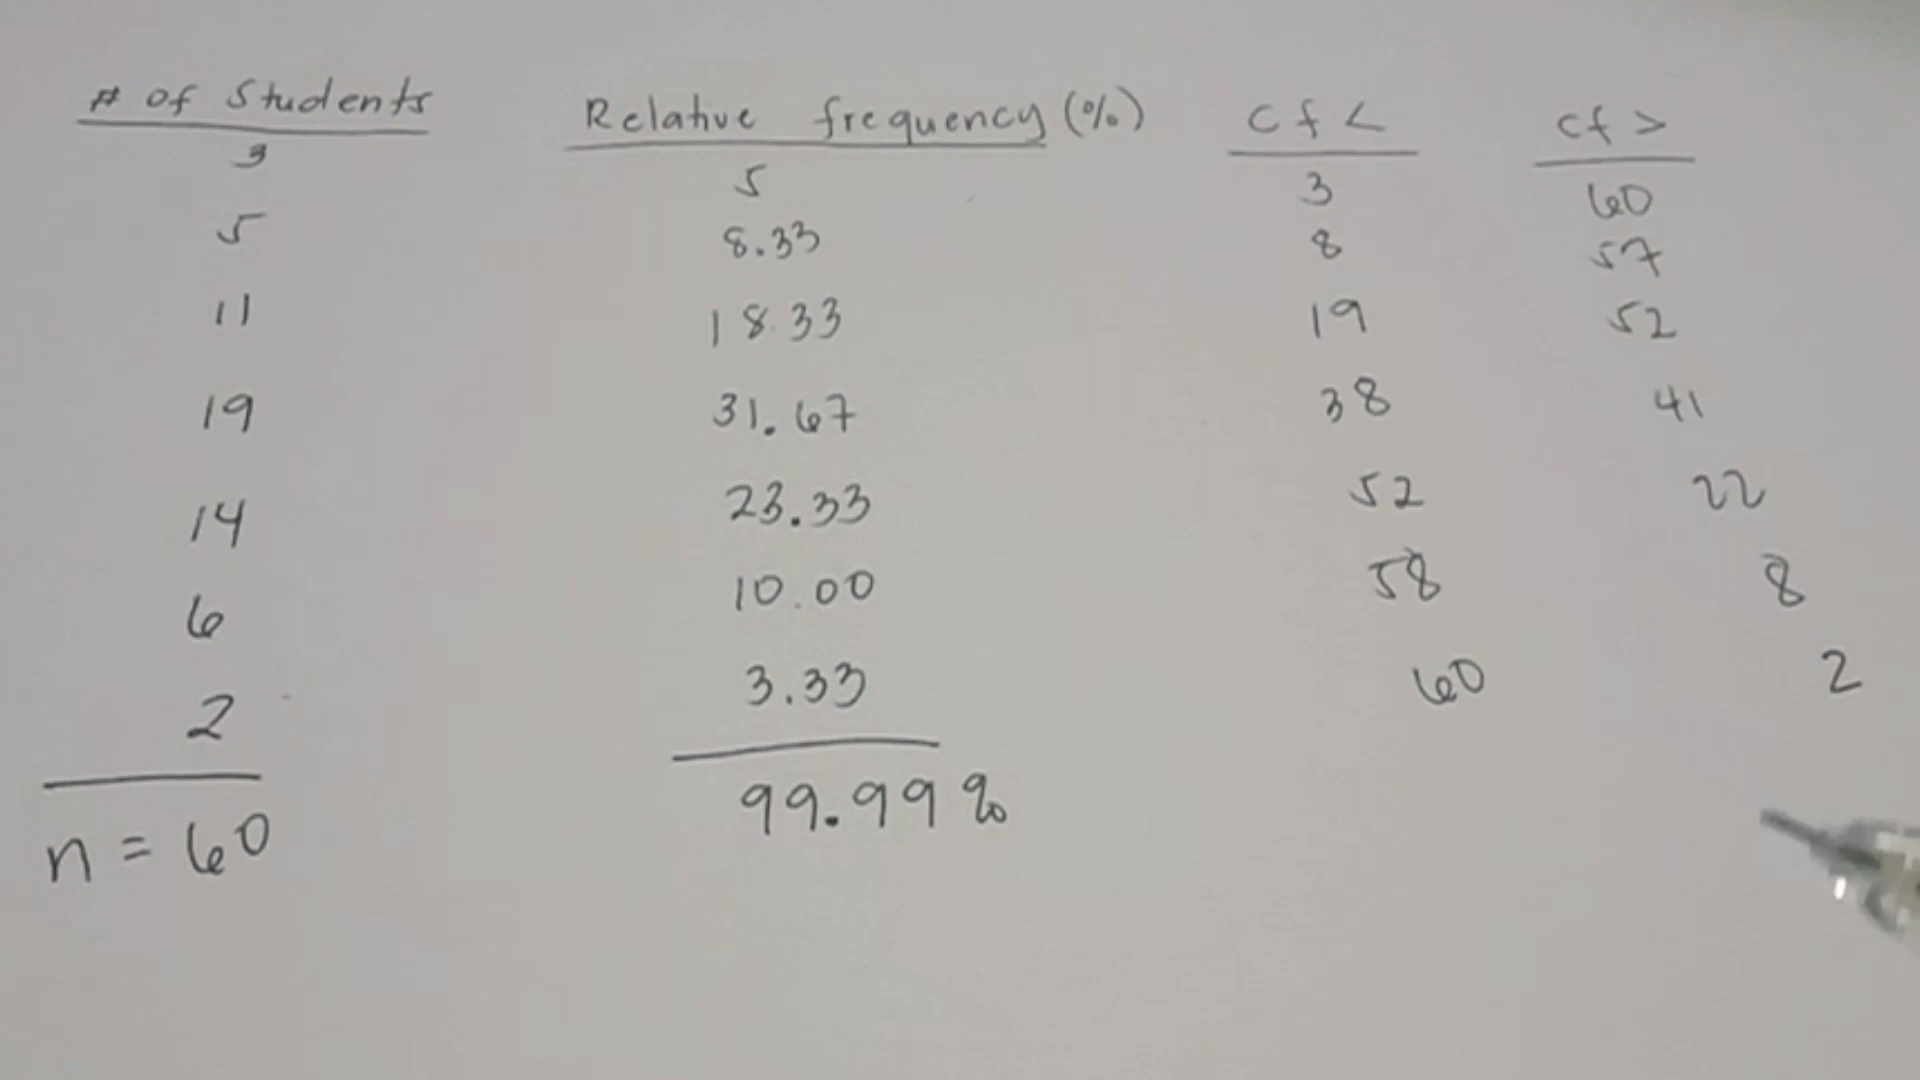 # of Students Relative frequency (%) cf < cf >
3 5 3 60
5 8.33 8 57
11 18.33 19 52
19 31.67 38 41
14 23.33 52 22
6 10.00 58 8
2 3.33 60 2
n = 60 99.99 %